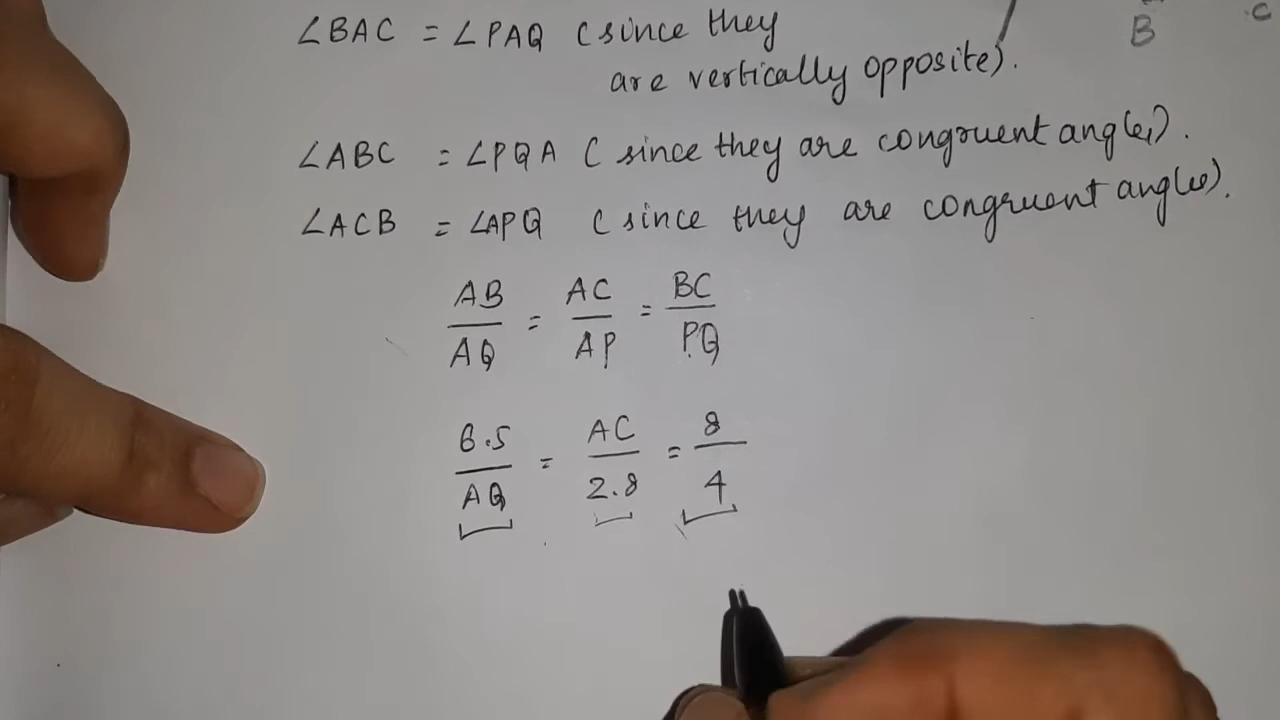 ∠BAC = ∠PAQ (since they
are vertically opposite).
B
C
∠ABC = ∠PQA (since they are congruent angles).
∠ACB = ∠APQ (since they are congruent angles).
AB/AQ = AC/AP = BC/PQ
6.5/AQ = AC/2.8 = 8/4